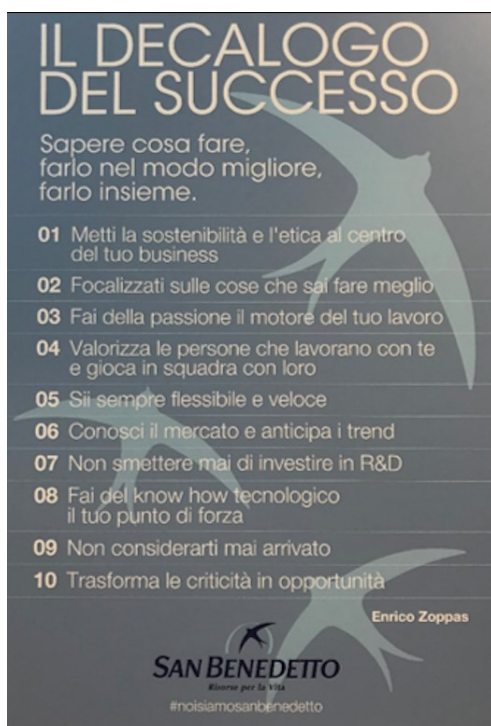 IL DECALOGO
DEL SUCCESSO
Sapere cosa fare,
farlo nel modo migliore,
farlo insieme.
01 Metti la sostenibilità e l'etica al centro
del tuo business
02 Focalizzati sulle cose che sai fare meglio
03 Fai della passione il motore del tuo lavoro
04 Valorizza le persone che lavorano con te
e gioca in squadra con loro
05 Sii sempre flessibile e veloce
06 Conosci il mercato e anticipa i trend
07 Non smettere mai di investire in R&D
08 Fai del know how tecnologico
il tuo punto di forza
09 Non considerarti mai arrivato
10 Trasforma le criticità in opportunità
Enrico Zoppas
SAN BENEDETTO
Risorse per la Vita
#noisiamosanbenedetto